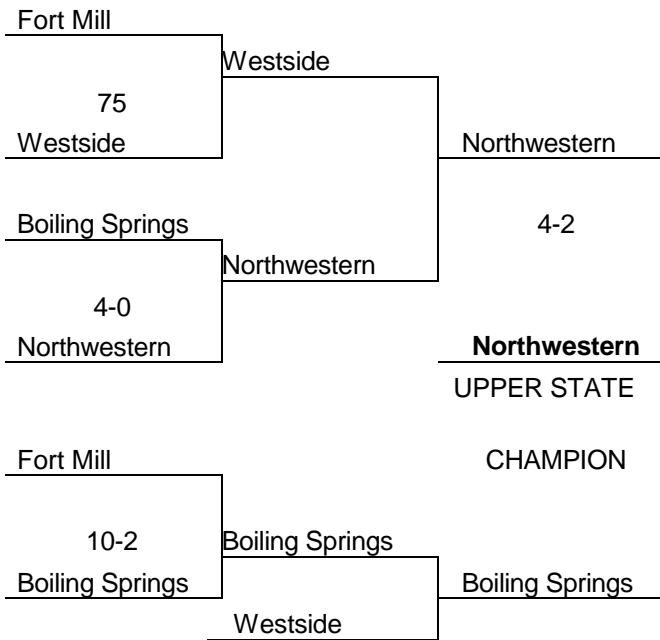 Fort Mill
Westside
75
Westside
Northwestern
Boiling Springs
4-2
Northwestern
4-0
Northwestern
Northwestern
UPPER STATE
Fort Mill
CHAMPION
10-2
Boiling Springs
Boiling Springs
Boiling Springs
Westside